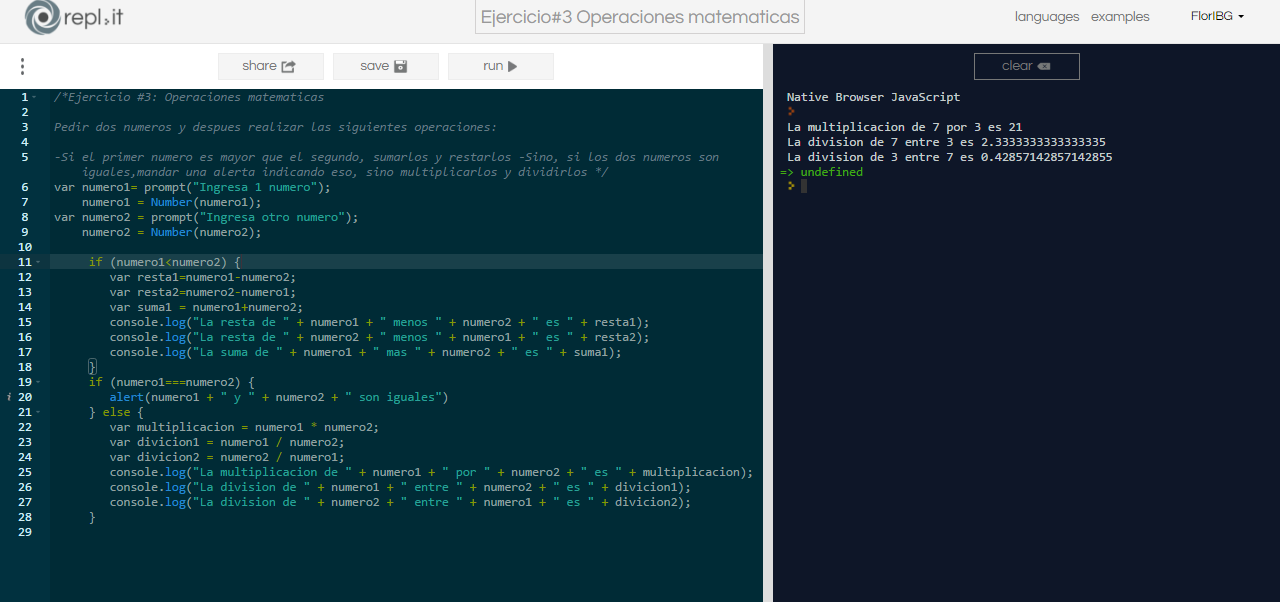 repl.it
Ejercicio#3 Operaciones matematicas
languages examples FlorIBG
share save run
clear
1 /*Ejercicio #3: Operaciones matematicas
2
3 Pedir dos numeros y despues realizar las siguientes operaciones:
4
5 -Si el primer numero es mayor que el segundo, sumarlos y restarlos -Sino, si los dos numeros son
iguales,mandar una alerta indicando eso, sino multiplicarlos y dividirlos */
6 var numero1= prompt("Ingresa 1 numero");
7 numero1 = Number(numero1);
8 var numero2 = prompt("Ingresa otro numero");
9 numero2 = Number(numero2);
10
11 if (numero1<numero2) {
12 var resta1=numero1-numero2;
13 var resta2=numero2-numero1;
14 var suma1 = numero1+numero2;
15 console.log("La resta de " + numero1 + " menos " + numero2 + " es " + resta1);
16 console.log("La resta de " + numero2 + " menos " + numero1 + " es " + resta2);
17 console.log("La suma de " + numero1 + " mas " + numero2 + " es " + suma1);
18 }
19 if (numero1===numero2) {
i 20 alert(numero1 + " y " + numero2 + " son iguales")
21 } else {
22 var multiplicacion = numero1 * numero2;
23 var divicion1 = numero1 / numero2;
24 var divicion2 = numero2 / numero1;
25 console.log("La multiplicacion de " + numero1 + " por " + numero2 + " es " + multiplicacion);
26 console.log("La division de " + numero1 + " entre " + numero2 + " es " + divicion1);
27 console.log("La division de " + numero2 + " entre " + numero1 + " es " + divicion2);
28 }
29
Native Browser JavaScript
La multiplicacion de 7 por 3 es 21
La division de 7 entre 3 es 2.3333333333333335
La division de 3 entre 7 es 0.42857142857142855
=> undefined